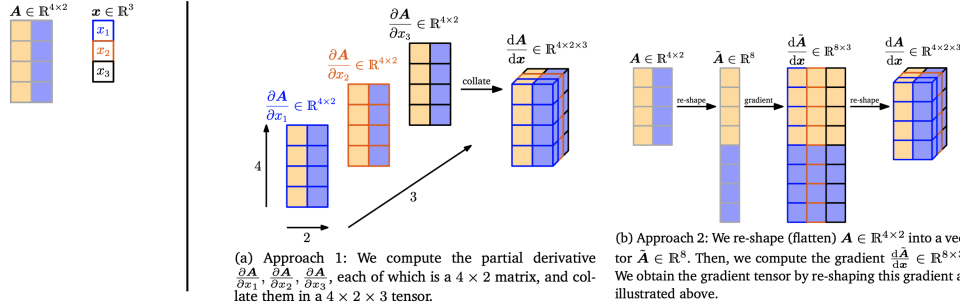 A ∈ ℝ^{4×2}
x ∈ ℝ^3
x_1
x_2
x_3
∂A/∂x_3 ∈ ℝ^{4×2}
∂A/∂x_2 ∈ ℝ^{4×2}
∂A/∂x_1 ∈ ℝ^{4×2}
dA/dx ∈ ℝ^{4×2×3}
collate
4
3
2
(a) Approach 1: We compute the partial derivative
∂A/∂x_1, ∂A/∂x_2, ∂A/∂x_3, each of which is a 4 × 2 matrix, and col-
late them in a 4 × 2 × 3 tensor.
A ∈ ℝ^{4×2}
Ã ∈ ℝ^8
dÃ/dx ∈ ℝ^{8×3}
dA/dx ∈ ℝ^{4×2×3}
re-shape
gradient
re-shape
(b) Approach 2: We re-shape (flatten) A ∈ ℝ^{4×2} into a vec
tor Ã ∈ ℝ^8. Then, we compute the gradient dÃ/dx ∈ ℝ^{8×3}
We obtain the gradient tensor by re-shaping this gradient a
illustrated above.